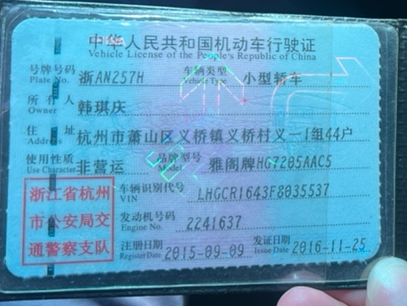 中华人民共和国机动车行驶证
Vehicle License of the People's Republic of China
号牌号码 浙AN257H 车辆类型 小型轿车
Plate No. Vehicle Type
所有人 韩琪庆
Owner
住址 杭州市萧山区义桥镇义桥村义一1组44户
Address
使用性质 非营运 品牌型号 雅阁牌HG7205AAC5
Use Character
浙江省杭州
市公安局交
通警察支队
车辆识别代号 LHGCR1643F8035537
VIN
发动机号码 2241637
Engine No.
注册日期 2015-09-09 发证日期 2016-11-25
Register Date Issue Date